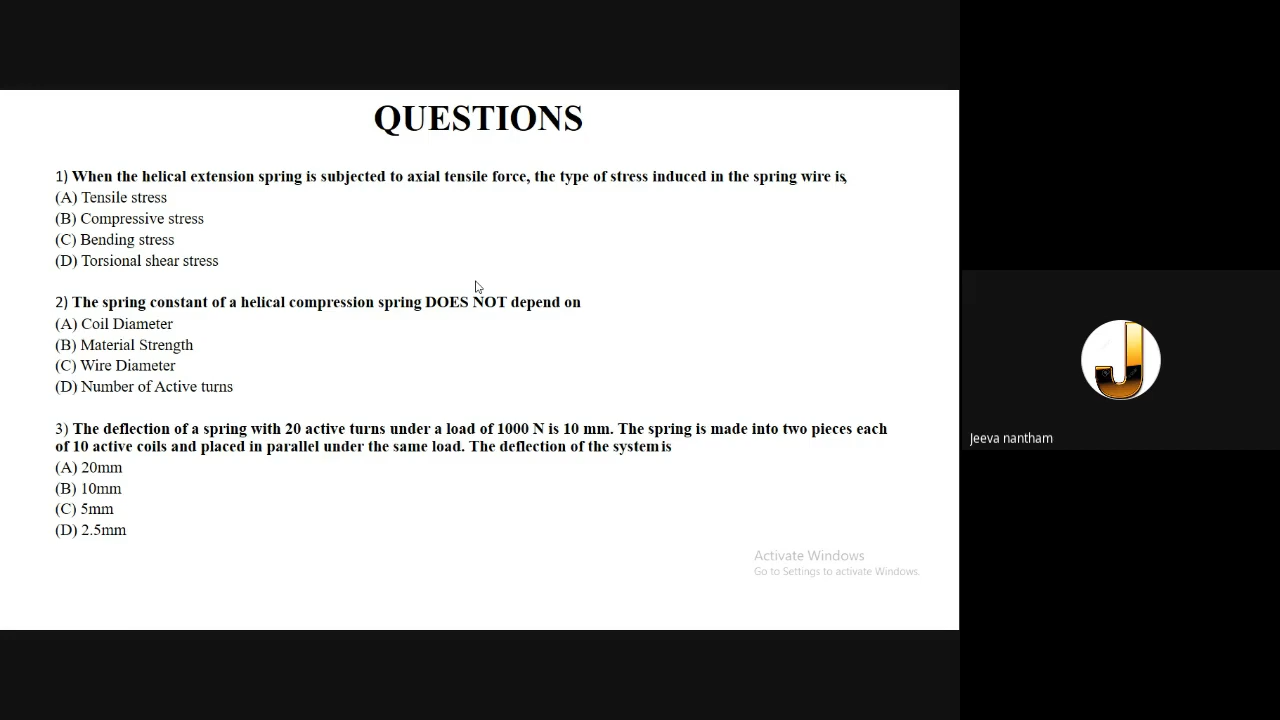 QUESTIONS
1) When the helical extension spring is subjected to axial tensile force, the type of stress induced in the spring wire is,
(A) Tensile stress
(B) Compressive stress
(C) Bending stress
(D) Torsional shear stress
2) The spring constant of a helical compression spring DOES NOT depend on
(A) Coil Diameter
(B) Material Strength
(C) Wire Diameter
(D) Number of Active turns
3) The deflection of a spring with 20 active turns under a load of 1000 N is 10 mm. The spring is made into two pieces each
of 10 active coils and placed in parallel under the same load. The deflection of the system is
(A) 20mm
(B) 10mm
(C) 5mm
(D) 2.5mm
Activate Windows
Go to Settings to activate Windows.
J
Jeeva nantham